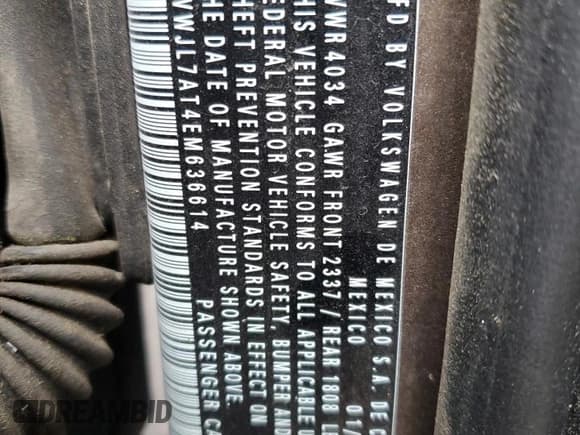 FD BY VOLKSWAGEN DE MEXICO S.A. DE C
MEXICO 01/
VWR 4034 GAWR FRONT 2337 / REAR 1808 L
HIS VEHICLE CONFORMS TO ALL APPLICABLE U
EDERAL MOTOR VEHICLE SAFETY, BUMPER AND
HEFT PREVENTION STANDARDS IN EFFECT ON
HE DATE OF MANUFACTURE SHOWN ABOVE.
VWJL7AT4EM636614 PASSENGER CA
DREAMBID